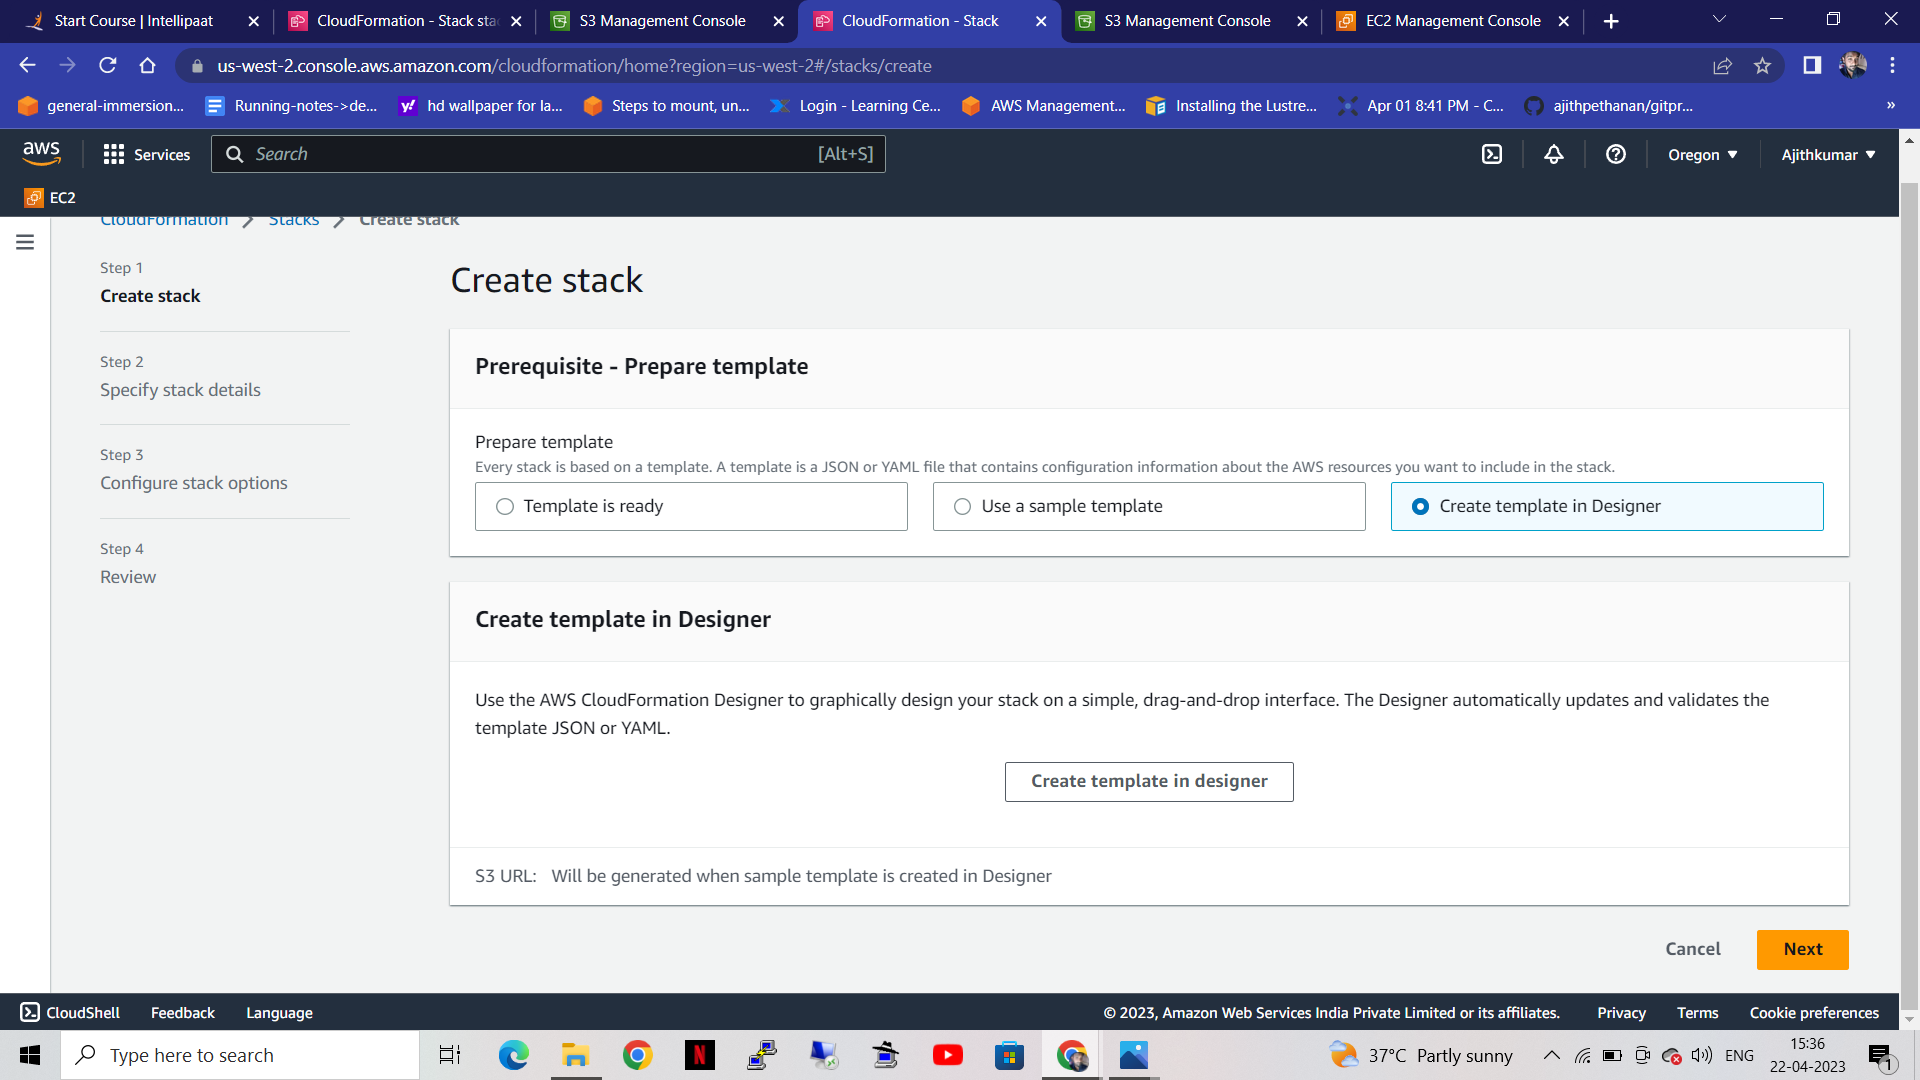 Start Course | Intellipaat
CloudFormation - Stack sta
S3 Management Console
CloudFormation - Stack
S3 Management Console
EC2 Management Console
us-west-2.console.aws.amazon.com/cloudformation/home?region=us-west-2#/stacks/create
general-immersion...
Running-notes->de...
hd wallpaper for la...
Steps to mount, un...
Login - Learning Ce...
AWS Management...
Installing the Lustre...
Apr 01 8:41 PM - C...
ajithpethanan/gitpr...
»
aws
Services
Search
[Alt+S]
Oregon
Ajithkumar
EC2
CloudFormation
Stacks
Create stack
Step 1
Create stack
Step 2
Specify stack details
Step 3
Configure stack options
Step 4
Review
Create stack
Prerequisite - Prepare template
Prepare template
Every stack is based on a template. A template is a JSON or YAML file that contains configuration information about the AWS resources you want to include in the stack.
Template is ready
Use a sample template
Create template in Designer
Create template in Designer
Use the AWS CloudFormation Designer to graphically design your stack on a simple, drag-and-drop interface. The Designer automatically updates and validates the
template JSON or YAML.
Create template in designer
S3 URL: Will be generated when sample template is created in Designer
Cancel
Next
CloudShell
Feedback
Language
© 2023, Amazon Web Services India Private Limited or its affiliates.
Privacy
Terms
Cookie preferences
Type here to search
37°C Partly sunny
ENG
15:36
22-04-2023
1